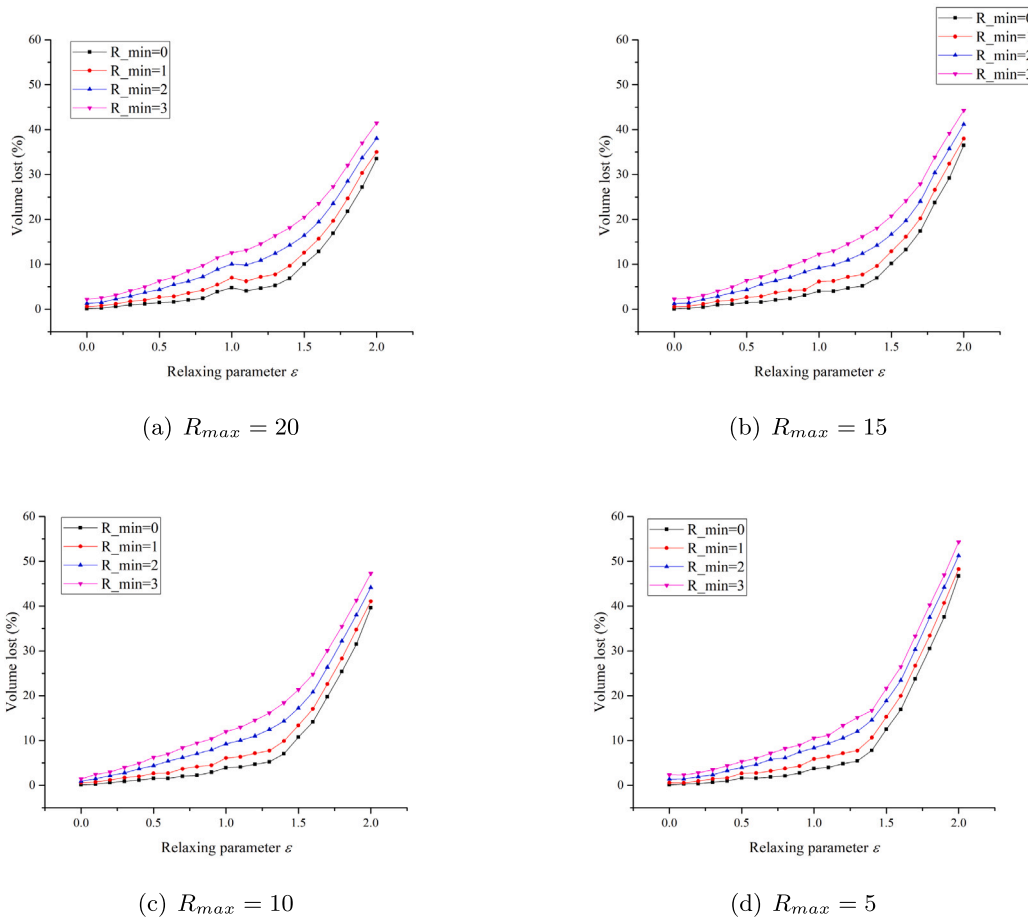 60
50
40
30
20
10
0
Volume lost (%)
R_min=0
R_min=1
R_min=2
R_min=3
0.0 0.5 1.0 1.5 2.0
Relaxing parameter ε
(a) R_max = 20
60
50
40
30
20
10
0
Volume lost (%)
R_min=0
R_min=
R_min=2
R_min=3
0.0 0.5 1.0 1.5 2.0
Relaxing parameter ε
(b) R_max = 15
60
50
40
30
20
10
0
Volume lost (%)
R_min=0
R_min=1
R_min=2
R_min=3
0.0 0.5 1.0 1.5 2.0
Relaxing parameter ε
(c) R_max = 10
60
50
40
30
20
10
0
Volume lost (%)
R_min=0
R_min=1
R_min=2
R_min=3
0.0 0.5 1.0 1.5 2.0
Relaxing parameter ε
(d) R_max = 5